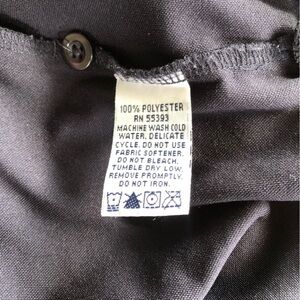 100% POLYESTER
RN 55393
MACHINE WASH COLD
WATER, DELICATE
CYCLE. DO NOT USE
FABRIC SOFTENER.
DO NOT BLEACH.
TUMBLE DRY LOW.
REMOVE PROMPTLY.
DO NOT IRON.